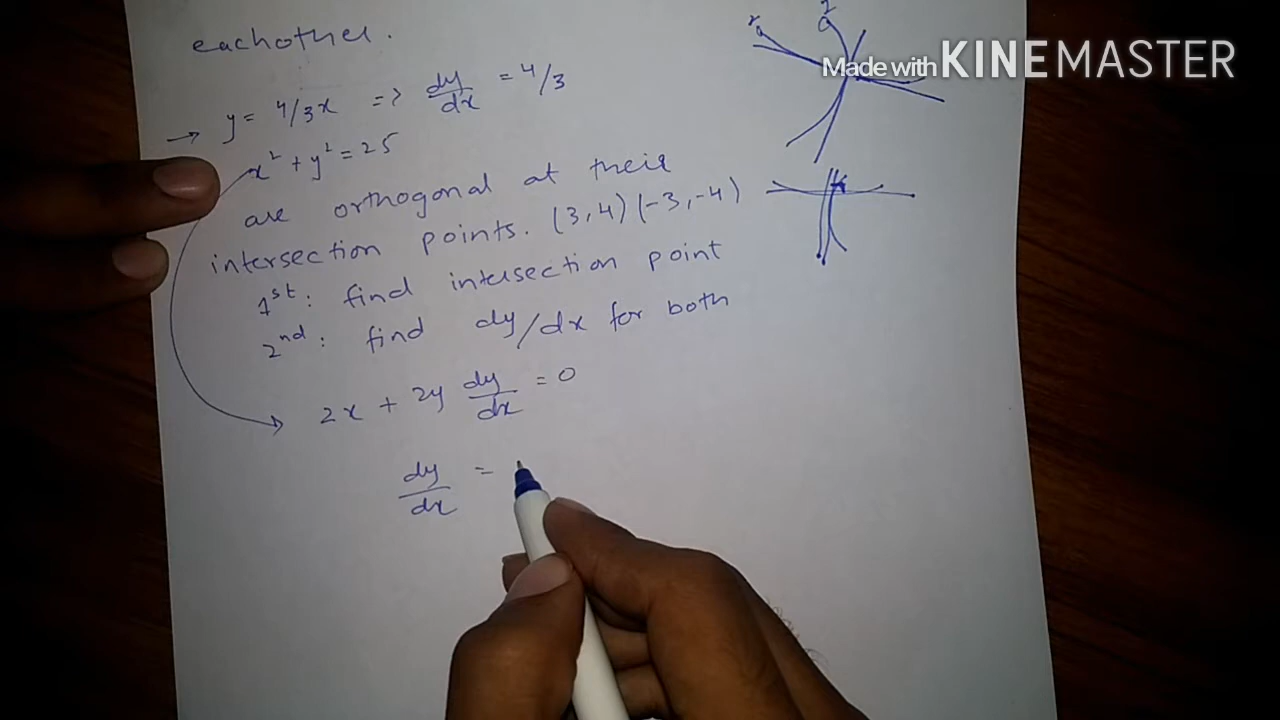 eachother.
→ y = 4/3x => dy/dx = 4/3
x² + y² = 25
are orthogonal at their
intersection points. (3,4) (-3,-4)
1st : find intersection point
2nd : find dy/dx for both
2x + 2y dy/dx = 0
dy/dx =
Made with KINEMASTER